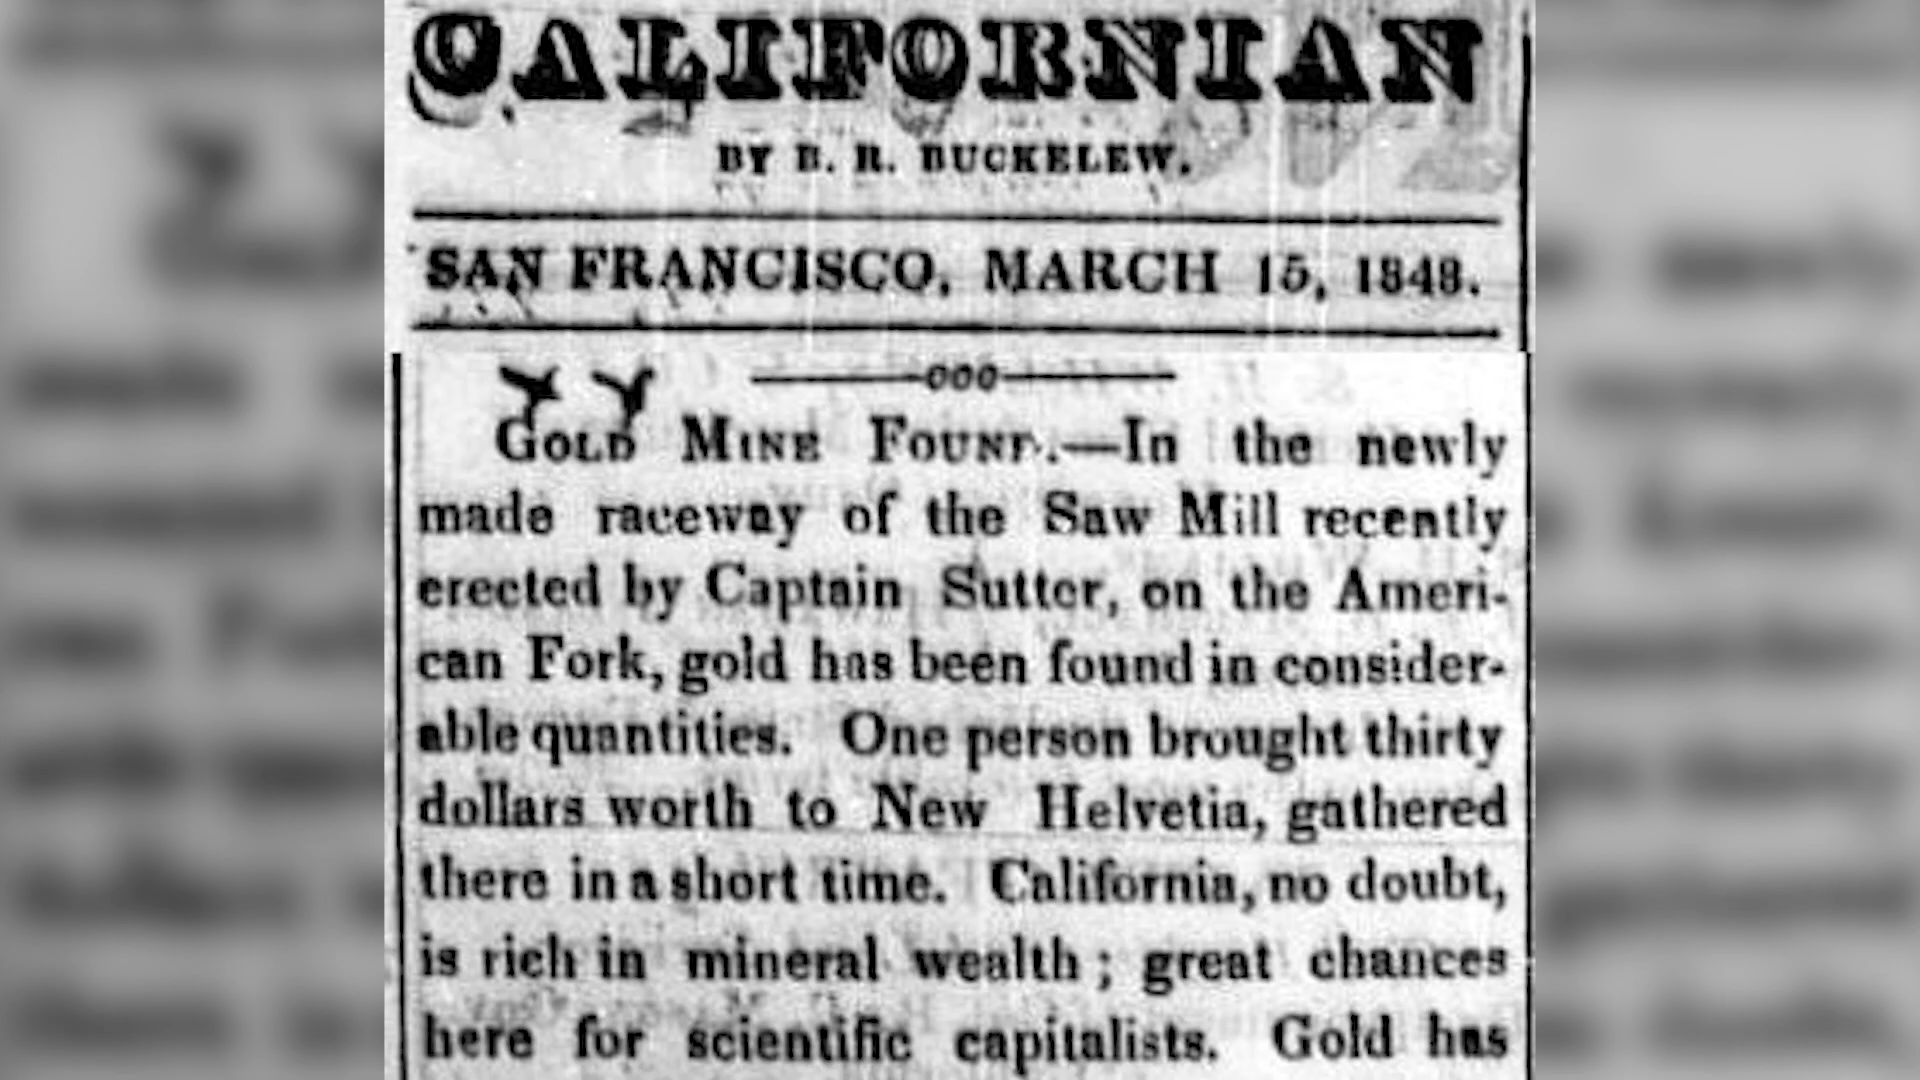 CALIFORNIAN
BY B. R. BUCKELEW.
SAN FRANCISCO, MARCH 15, 1848.
GOLD MINE FOUND.—In the newly
made raceway of the Saw Mill recently
erected by Captain Sutter, on the Ameri-
can Fork, gold has been found in consider-
able quantities. One person brought thirty
dollars worth to New Helvetia, gathered
there in a short time. California, no doubt,
is rich in mineral wealth; great chances
here for scientific capitalists. Gold has